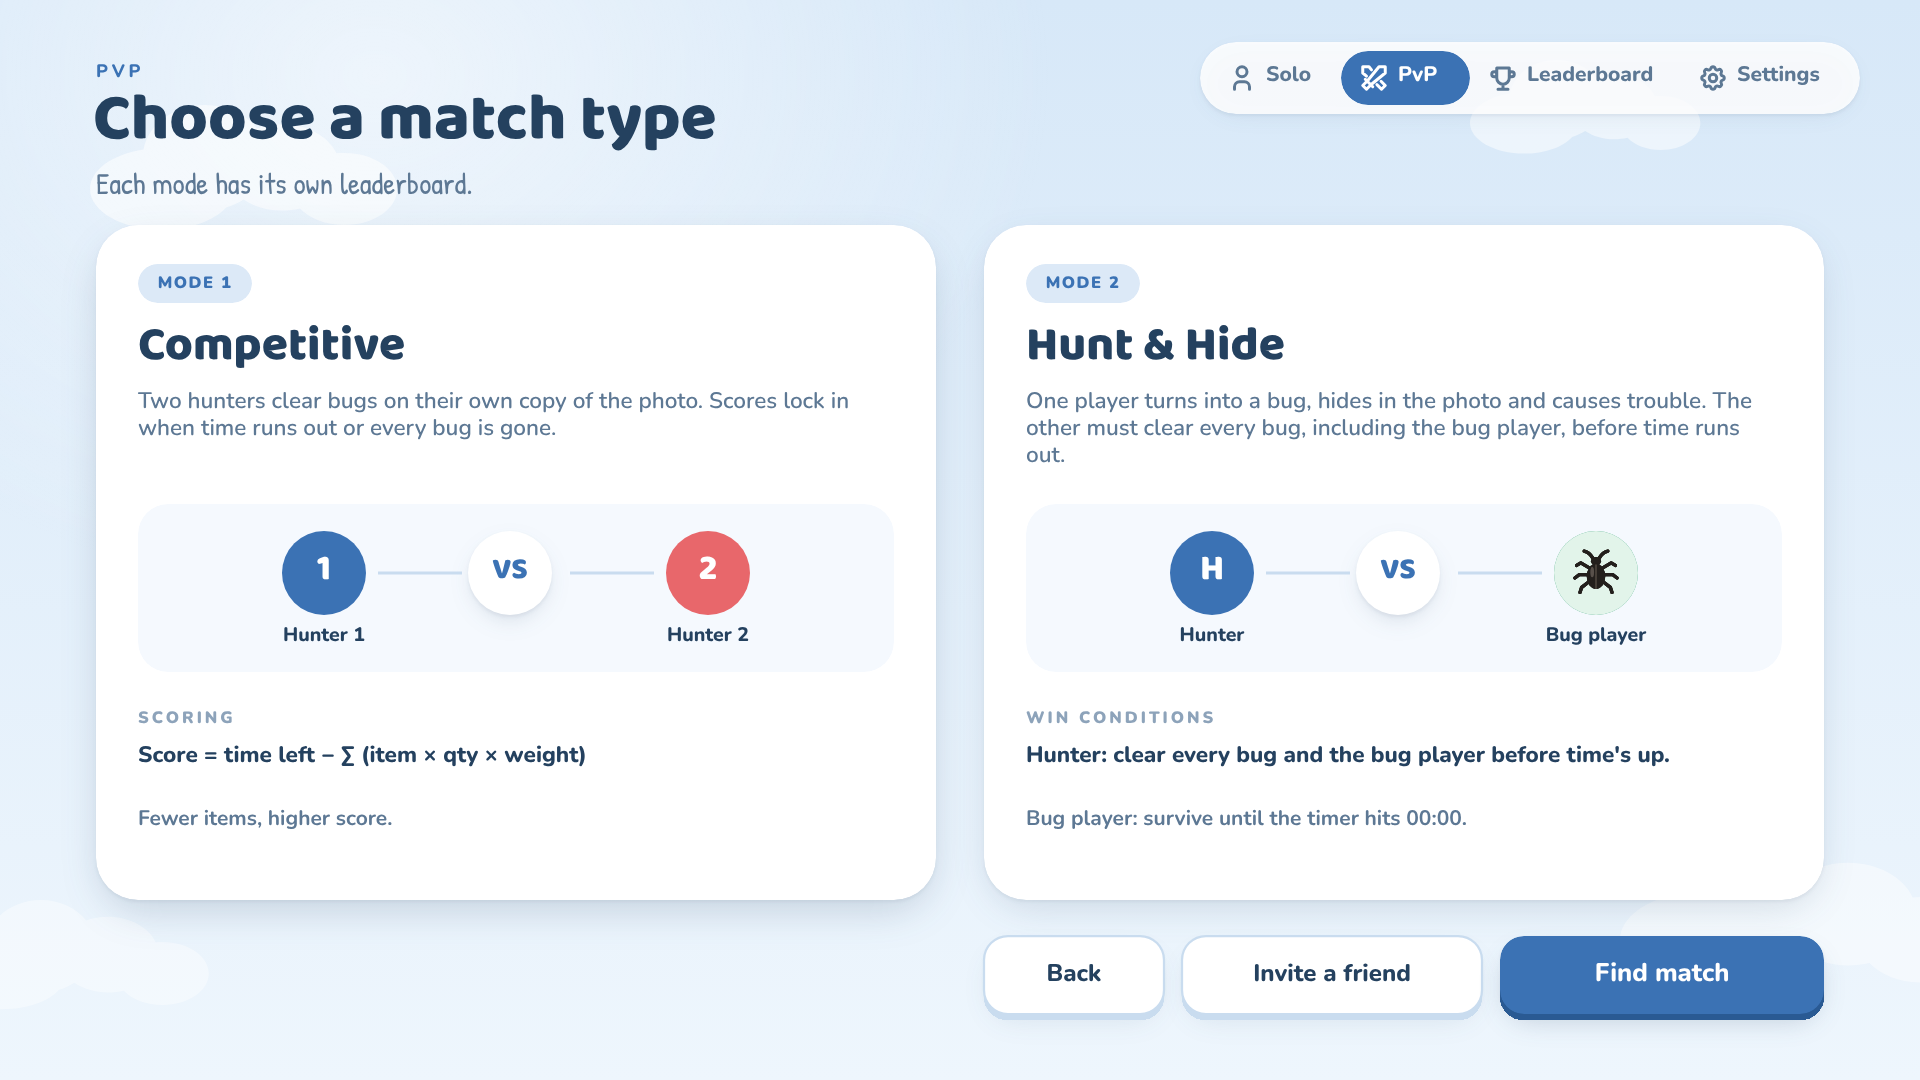 PVP
Choose a match type
Each mode has its own leaderboard.
Solo
PvP
Leaderboard
Settings
MODE 1
Competitive
Two hunters clear bugs on their own copy of the photo. Scores lock in
when time runs out or every bug is gone.
1
VS
2
Hunter 1
Hunter 2
SCORING
Score = time left − ∑ (item × qty × weight)
Fewer items, higher score.
MODE 2
Hunt & Hide
One player turns into a bug, hides in the photo and causes trouble. The
other must clear every bug, including the bug player, before time runs
out.
H
VS
Hunter
Bug player
WIN CONDITIONS
Hunter: clear every bug and the bug player before time's up.
Bug player: survive until the timer hits 00:00.
Back
Invite a friend
Find match